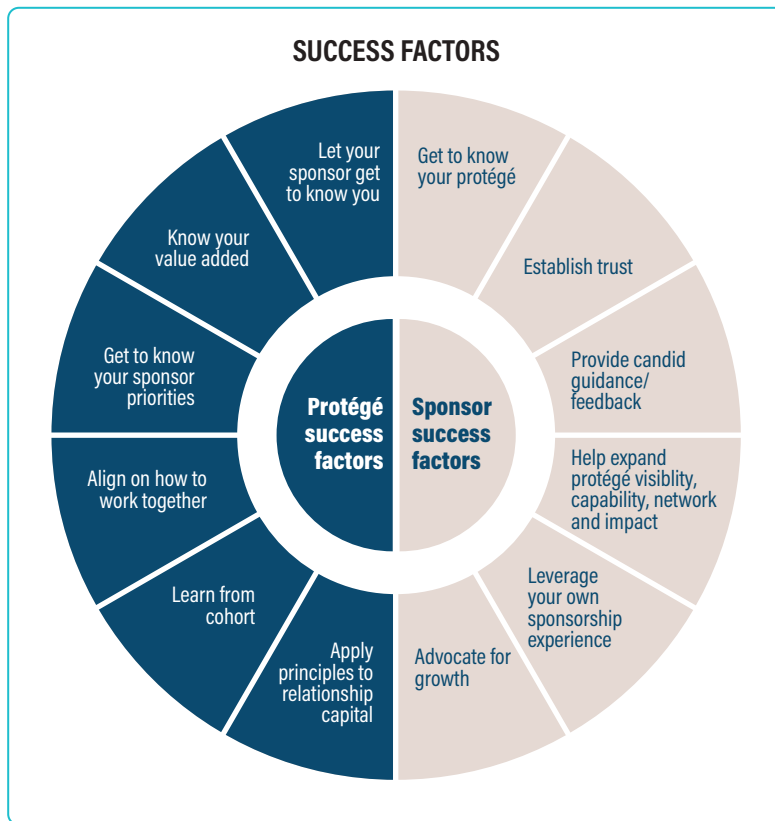 SUCCESS FACTORS
Let your
sponsor get
to know you
Know your
value added
Get to know
your sponsor
priorities
Align on how to
work together
Learn from
cohort
Apply
principles to
relationship
capital
Protégé
success
factors
Sponsor
success
factors
Get to know
your protégé
Establish trust
Provide candid
guidance/
feedback
Help expand
protégé visiblity,
capability, network
and impact
Leverage
your own
sponsorship
experience
Advocate for
growth